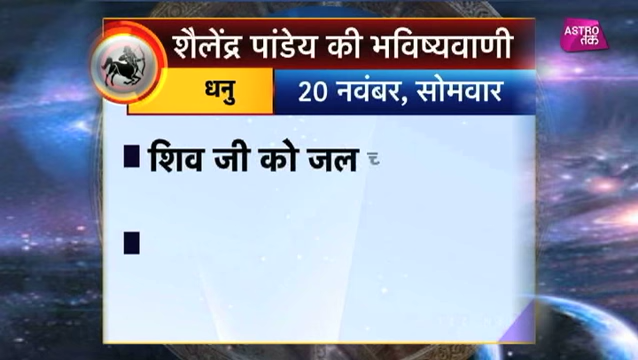 ASTRO
तक
शैलेंद्र पांडेय की भविष्यवाणी
धनु
20 नवंबर, सोमवार
शिव जी को जल